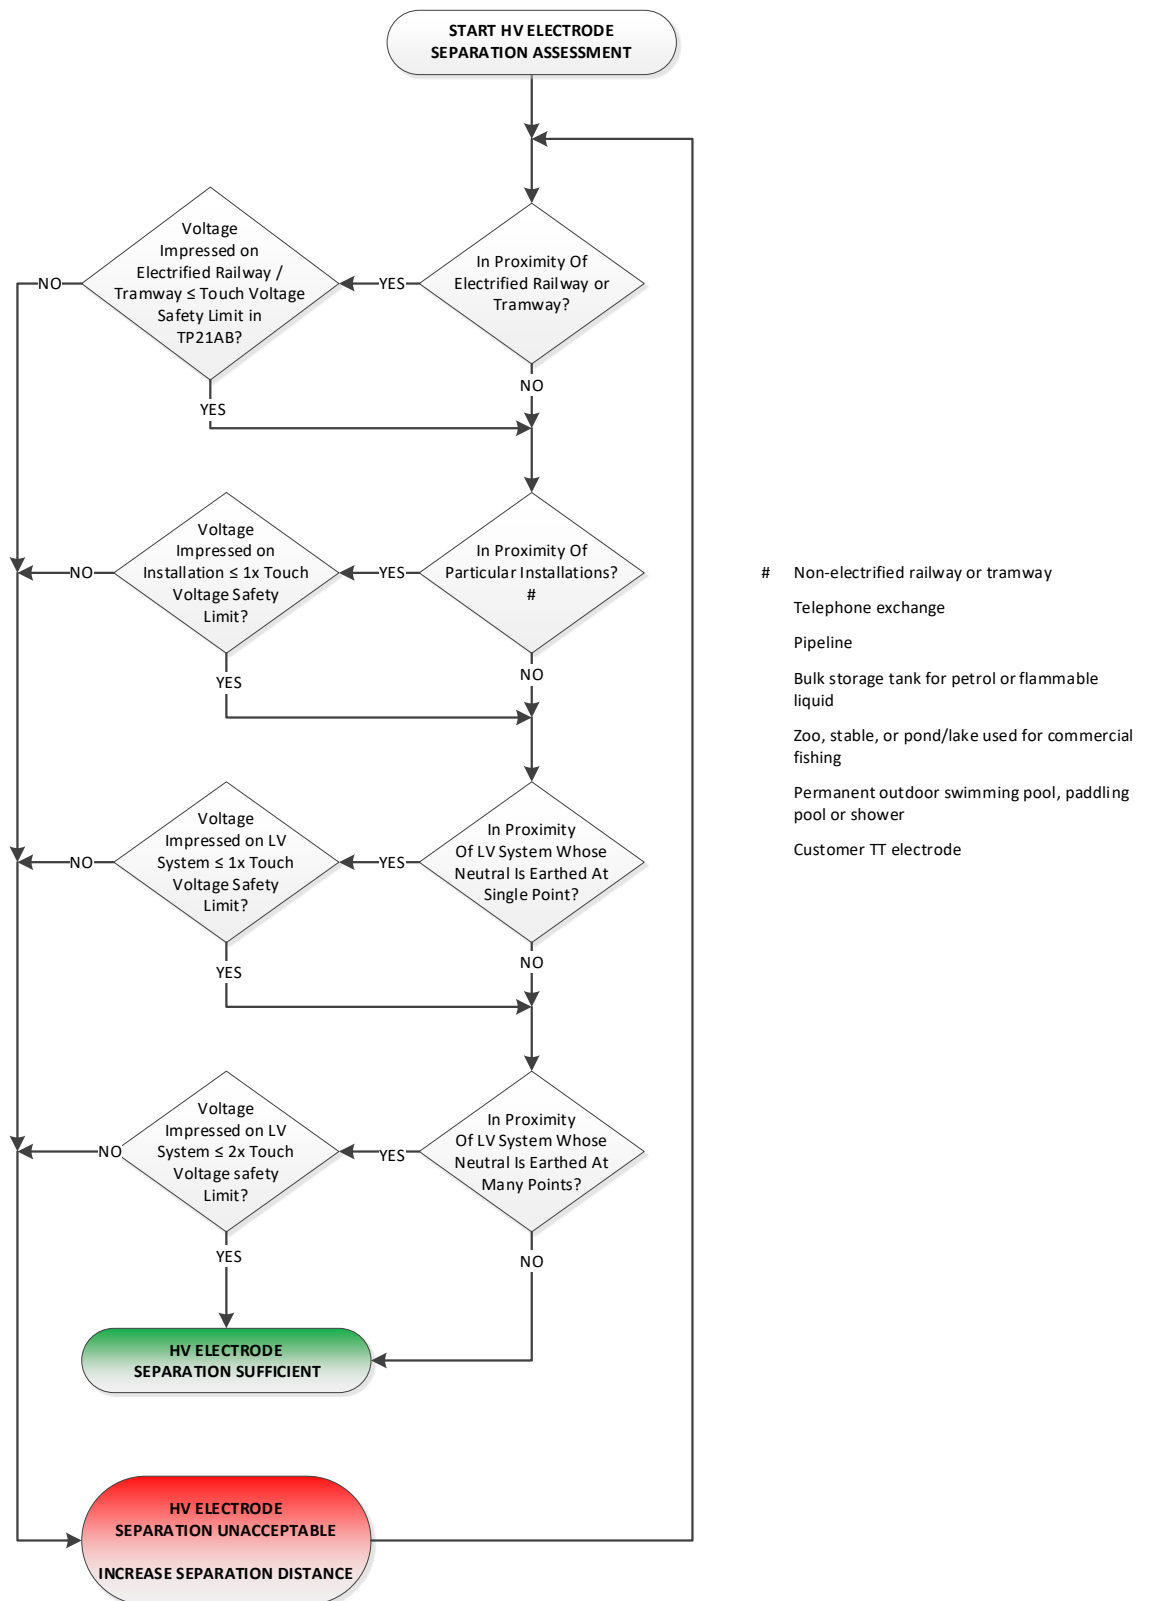 START HV ELECTRODE
SEPARATION ASSESSMENT
In Proximity Of
Electrified Railway or
Tramway?
YES
Voltage
Impressed on
Electrified Railway /
Tramway ≤ Touch Voltage
Safety Limit in
TP21AB?
NO
YES
NO
In Proximity Of
Particular Installations?
#
YES
Voltage
Impressed on
Installation ≤ 1x Touch
Voltage Safety
Limit?
NO
YES
NO
# Non-electrified railway or tramway
Telephone exchange
Pipeline
Bulk storage tank for petrol or flammable
liquid
Zoo, stable, or pond/lake used for commercial
fishing
Permanent outdoor swimming pool, paddling
pool or shower
Customer TT electrode
In Proximity
Of LV System Whose
Neutral Is Earthed At
Single Point?
YES
Voltage
Impressed on LV
System ≤ 1x Touch
Voltage Safety
Limit?
NO
YES
NO
In Proximity
Of LV System Whose
Neutral Is Earthed At
Many Points?
YES
Voltage
Impressed on LV
System ≤ 2x Touch
Voltage safety
Limit?
NO
YES
NO
HV ELECTRODE
SEPARATION SUFFICIENT
HV ELECTRODE
SEPARATION UNACCEPTABLE
INCREASE SEPARATION DISTANCE